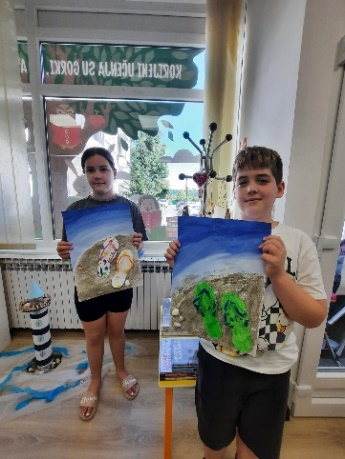 KORIJENI UČENJA SU GORKI,
A